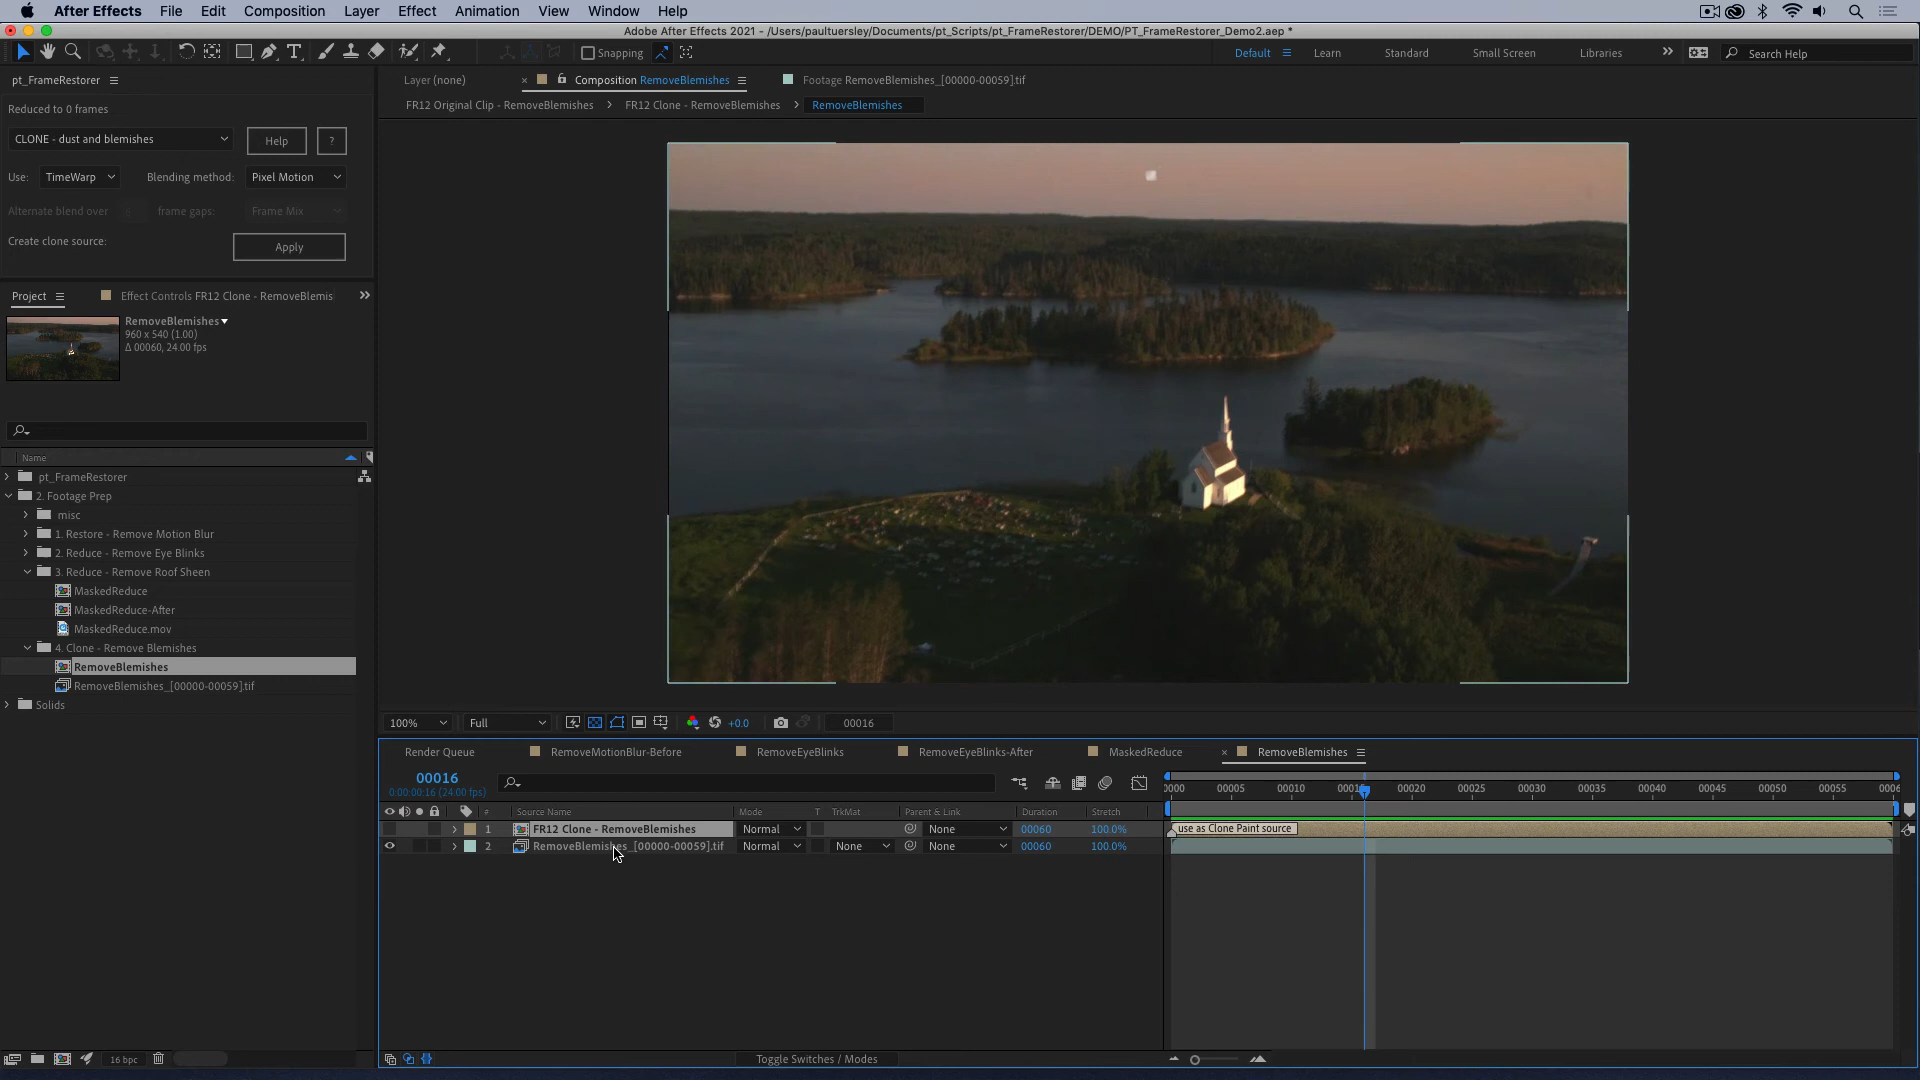 After Effects File Edit Composition Layer Effect Animation View Window Help
Adobe After Effects 2021 - /Users/paultuersley/Documents/pt_Scripts/pt_FrameRestorer/DEMO/PT_FrameRestorer_Demo2.aep *
Snapping Default Learn Standard Small Screen Libraries Search Help
pt_FrameRestorer
Layer (none) Composition RemoveBlemishes Footage RemoveBlemishes_[00000-00059].tif
Reduced to 0 frames
FR12 Original Clip - RemoveBlemishes FR12 Clone - RemoveBlemishes RemoveBlemishes
CLONE - dust and blemishes Help ?
Use: TimeWarp Blending method: Pixel Motion
Alternate blend over frame gaps: Frame Mix
Create clone source: Apply
Project Effect Controls FR12 Clone - RemoveBlemis
RemoveBlemishes
960 x 540 (1.00)
Δ 00060, 24.00 fps
Name
pt_FrameRestorer
2. Footage Prep
misc
1. Restore - Remove Motion Blur
2. Reduce - Remove Eye Blinks
3. Reduce - Remove Roof Sheen
MaskedReduce
MaskedReduce-After
MaskedReduce.mov
4. Clone - Remove Blemishes
RemoveBlemishes
RemoveBlemishes_[00000-00059].tif
Solids
100% Full +0.0 00016
Render Queue RemoveMotionBlur-Before RemoveEyeBlinks RemoveEyeBlinks-After MaskedReduce RemoveBlemishes
00016
0:00:00:16 (24.00 fps)
0000 00005 00010 00015 00020 00025 00030 00035 00040 00045 00050 00055 0006
# Source Name Mode T TrkMat Parent & Link Duration Stretch
1 FR12 Clone - RemoveBlemishes Normal None 00060 100.0% use as Clone Paint source
2 RemoveBlemishes_[00000-00059].tif Normal None None 00060 100.0%
16 bpc Toggle Switches / Modes